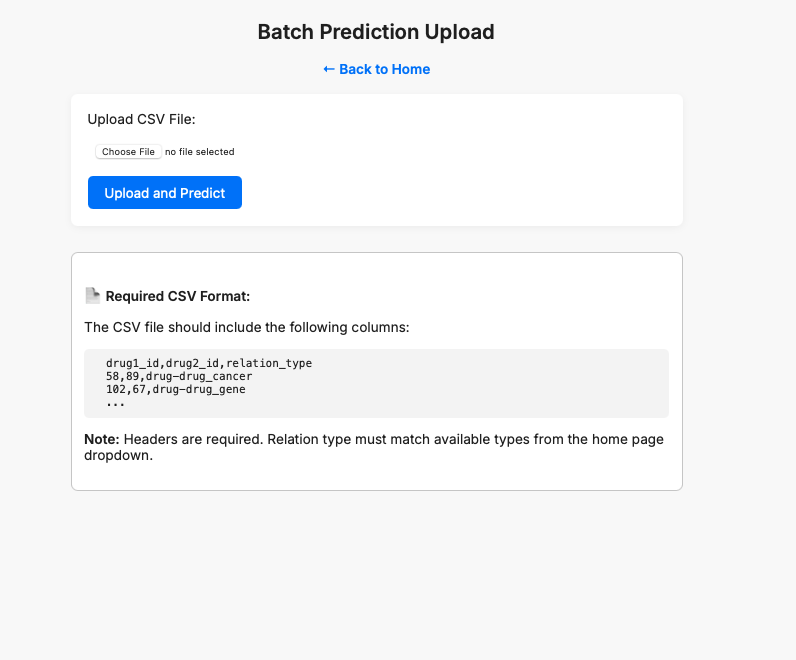 Batch Prediction Upload
← Back to Home
Upload CSV File:
Choose File no file selected
Upload and Predict
Required CSV Format:
The CSV file should include the following columns:
drug1_id,drug2_id,relation_type
58,89,drug-drug_cancer
102,67,drug-drug_gene
...
Note: Headers are required. Relation type must match available types from the home page
dropdown.